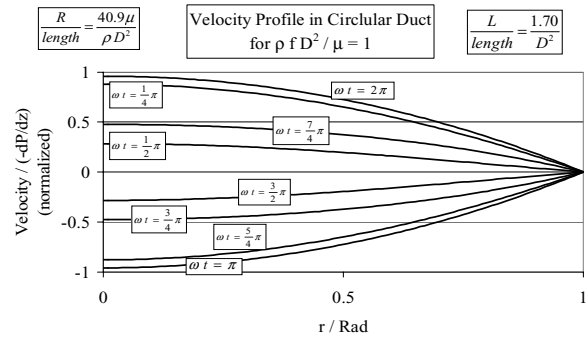 R/length = 40.9μ/ρD²
Velocity Profile in Circlular Duct
for ρ f D² / μ = 1
L/length = 1.70/D²
Velocity / (-dP/dz)
(normalized)
1
0.5
0
-0.5
-1
ω t = 2π
ω t = 1/4 π
ω t = 7/4 π
ω t = 1/2 π
ω t = 3/2 π
ω t = 3/4 π
ω t = 5/4 π
ω t = π
0
0.5
1
r / Rad